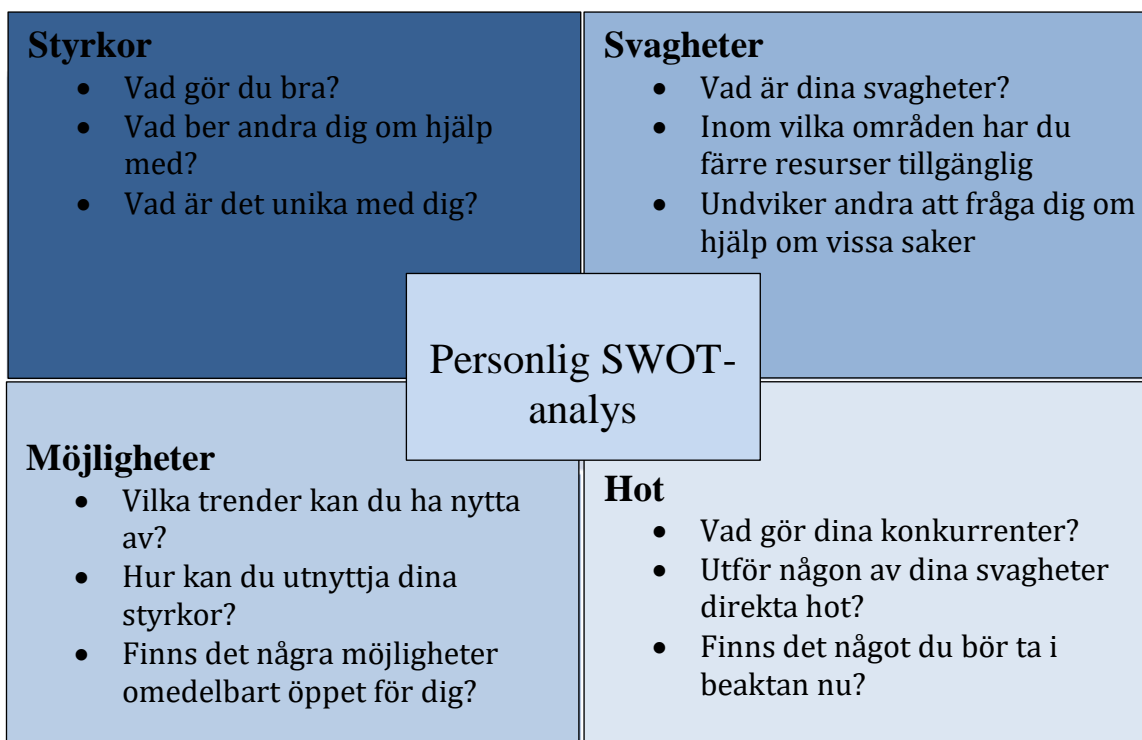 Styrkor
• Vad gör du bra?
• Vad ber andra dig om hjälp
med?
• Vad är det unika med dig?
Svagheter
• Vad är dina svagheter?
• Inom vilka områden har du
färre resurser tillgänglig
• Undviker andra att fråga dig om
hjälp om vissa saker
Personlig SWOT-
analys
Möjligheter
• Vilka trender kan du ha nytta
av?
• Hur kan du utnyttja dina
styrkor?
• Finns det några möjligheter
omedelbart öppet för dig?
Hot
• Vad gör dina konkurrenter?
• Utför någon av dina svagheter
direkta hot?
• Finns det något du bör ta i
beaktan nu?